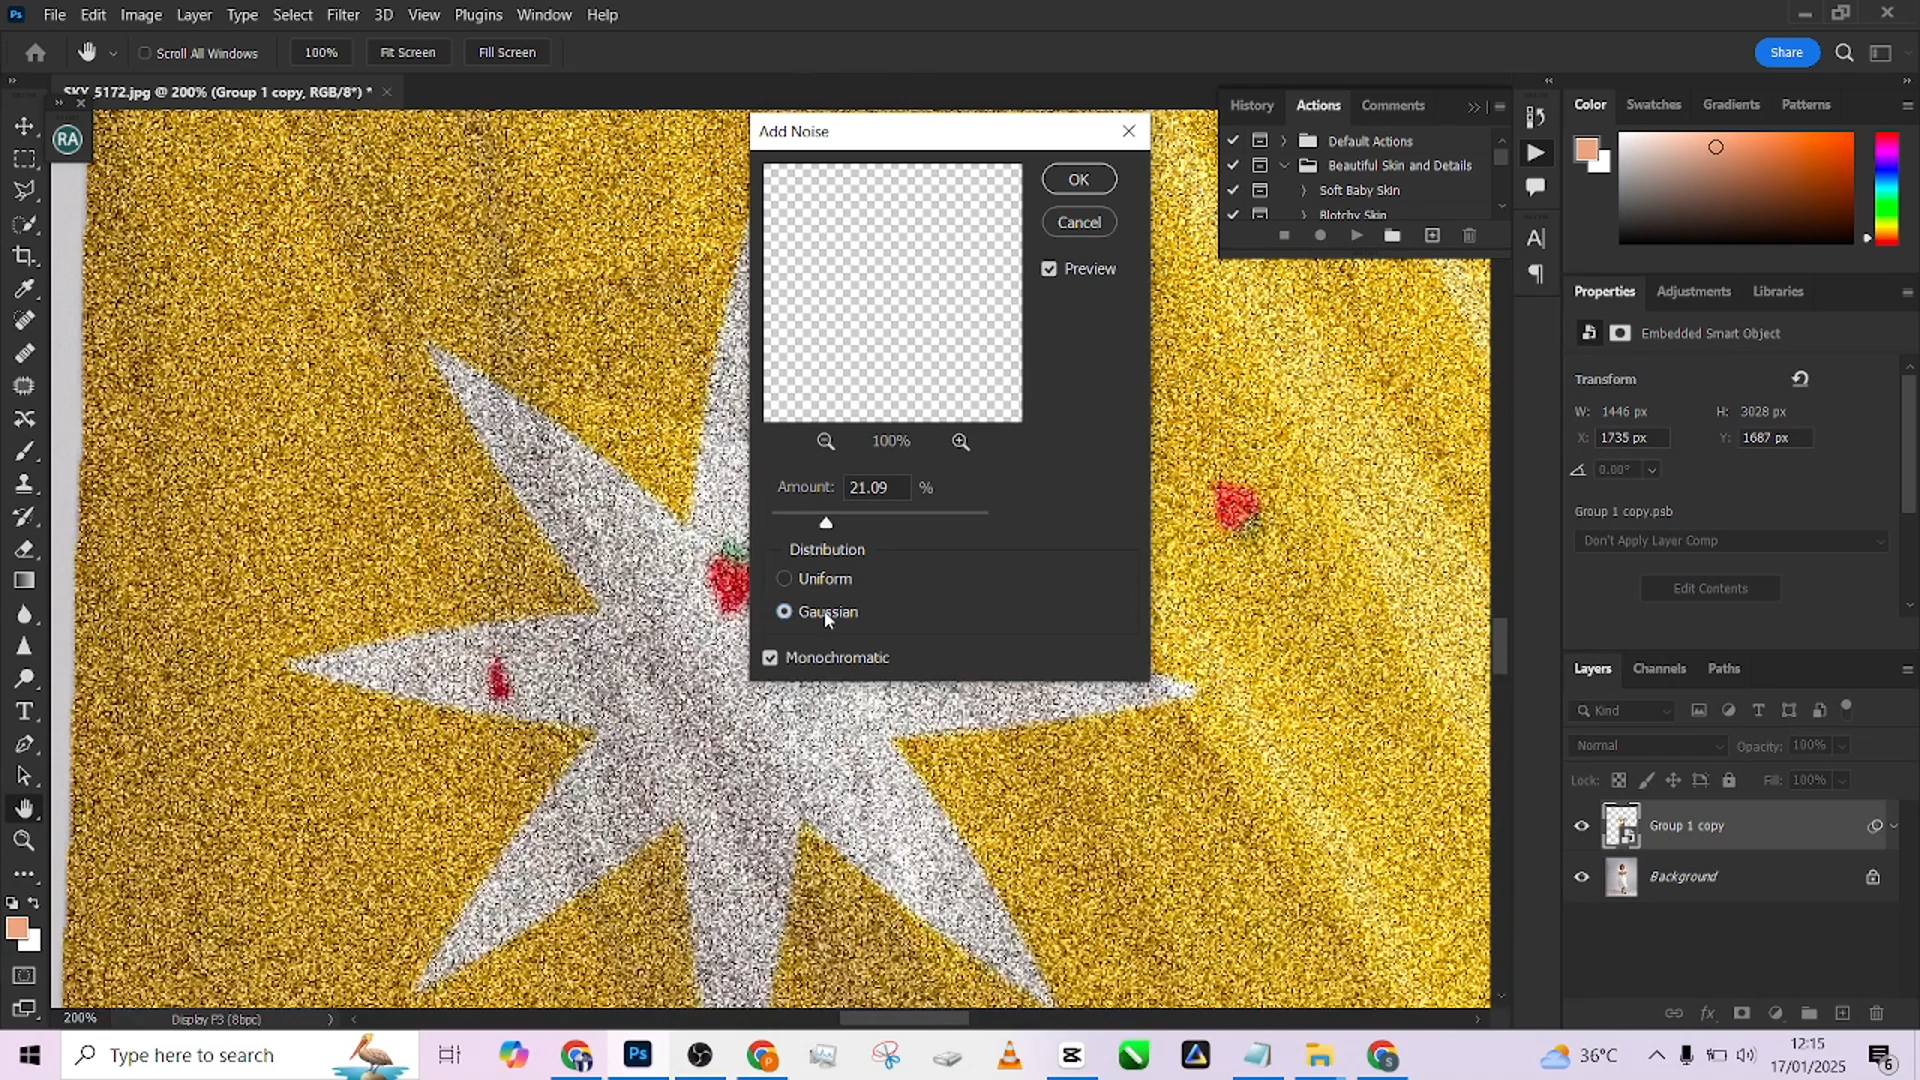 Ps File Edit Image Layer Type Select Filter 3D View Plugins Window Help
Scroll All Windows 100% Fit Screen Fill Screen Share
SKY_5172.jpg @ 200% (Group 1 copy, RGB/8*) *
RA
Add Noise
OK
Cancel
Preview
100%
Amount: 21.09 %
Distribution
Uniform
Gaussian
Monochromatic
History Actions Comments
Default Actions
Beautiful Skin and Details
Soft Baby Skin
Blotchy Skin
Color Swatches Gradients Patterns
Properties Adjustments Libraries
Embedded Smart Object
Transform
W: 1446 px H: 3028 px
X: 1735 px Y: 1687 px
0.00°
Group 1 copy.psb
Don't Apply Layer Comp
Edit Contents
Layers Channels Paths
Kind
Normal Opacity: 100%
Lock: Fill: 100%
Group 1 copy
Background
200% Display P3 (8bpc)
Type here to search
Ps
36°C
12:15
17/01/2025
6